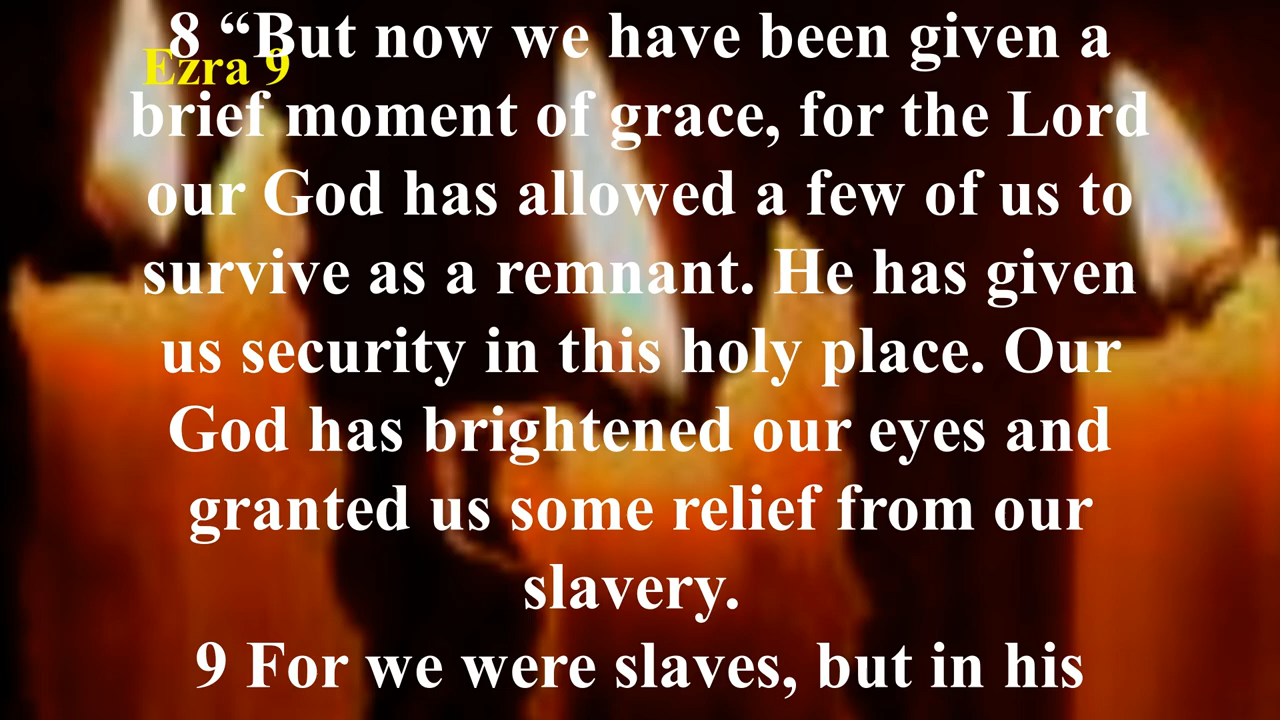 Ezra 9
8 “But now we have been given a
brief moment of grace, for the Lord
our God has allowed a few of us to
survive as a remnant. He has given
us security in this holy place. Our
God has brightened our eyes and
granted us some relief from our
slavery.
9 For we were slaves, but in his